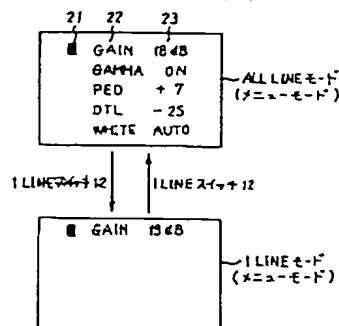 21 22 23
GAIN 18dB
GAMMA ON
PED +7
DTL -25
WHITE AUTO
ALL LINEモード
(メニューモード)
1 LINEスイッチ12 1 LINEスイッチ12
GAIN 18dB
1 LINEモード
(メニューモード)